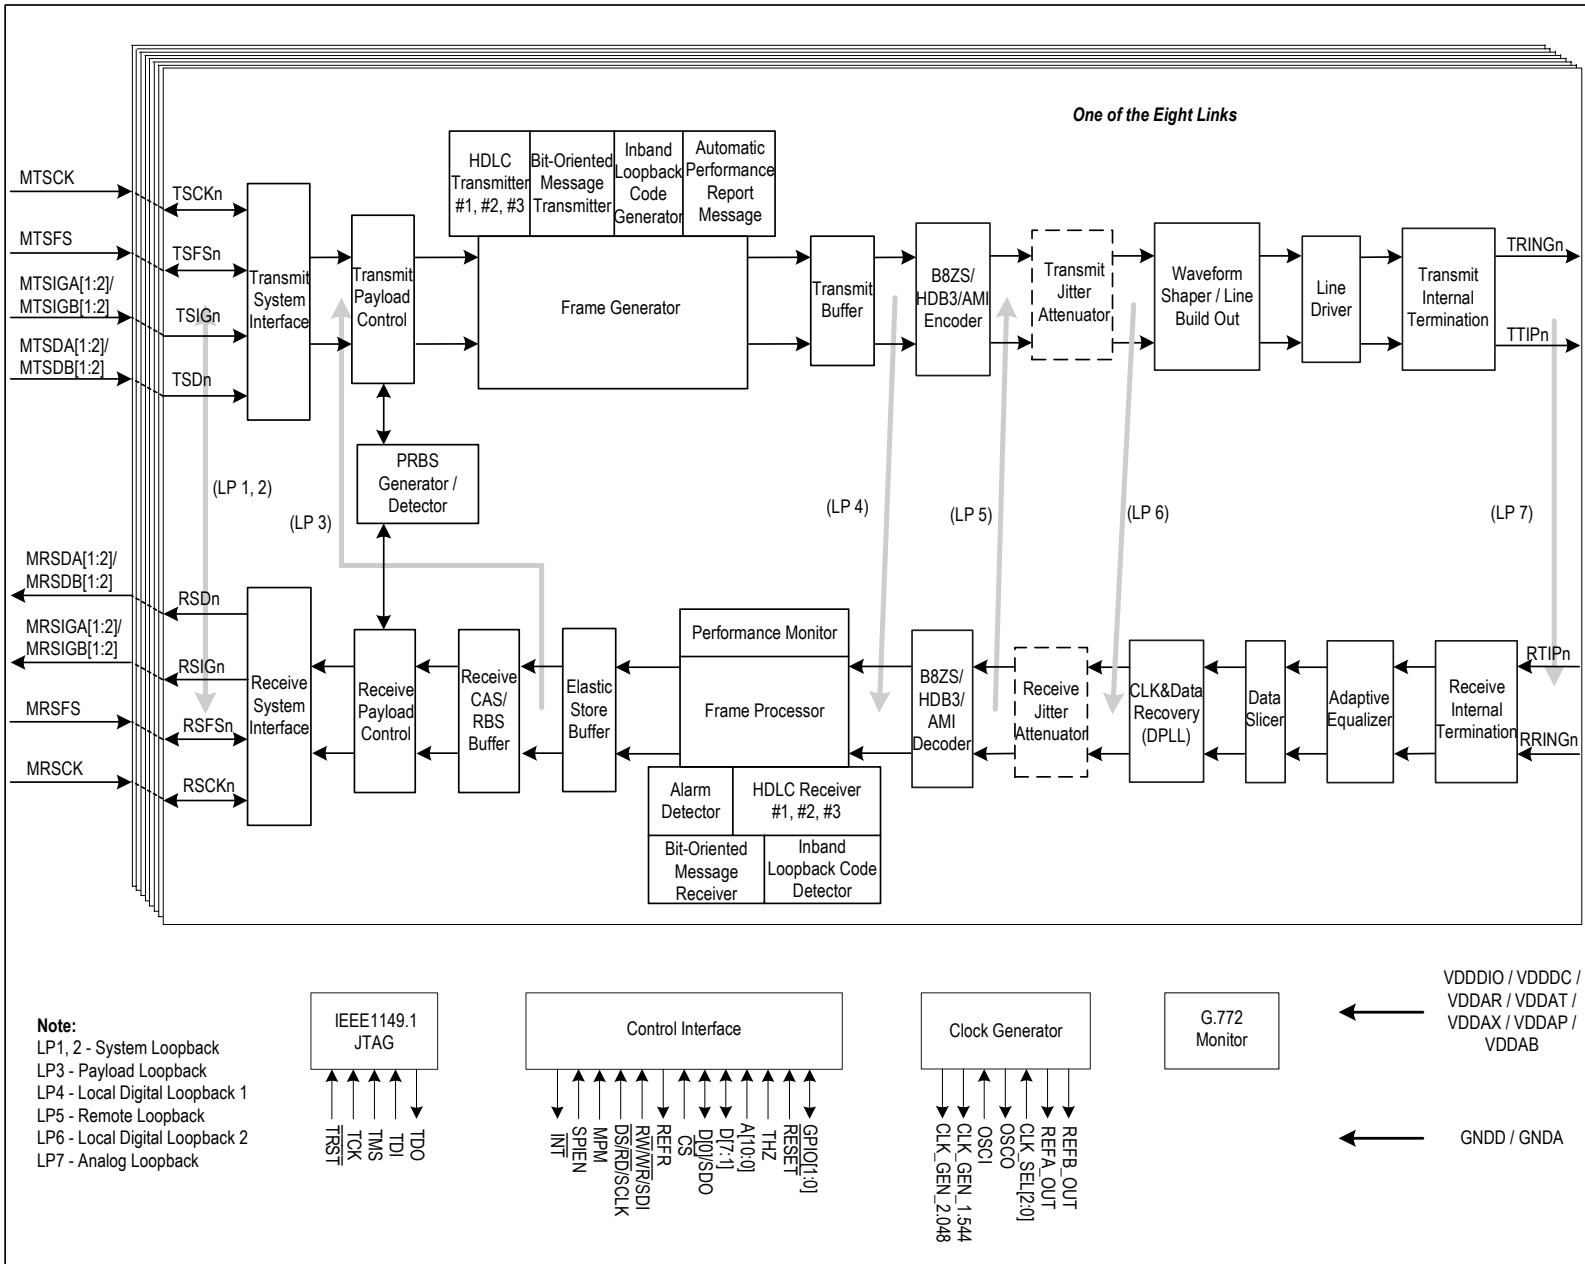 One of the Eight Links
HDLC
Transmitter
#1, #2, #3
Bit-Oriented
Message
Transmitter
Inband
Loopback
Code
Generator
Automatic
Performance
Report
Message
MTSCK
MTSFS
MTSIGA[1:2]/
MTSIGB[1:2]
MTSDA[1:2]/
MTSDB[1:2]
TSCKn
TSFSn
TSIGn
TSDn
Transmit
System
Interface
Transmit
Payload
Control
Frame Generator
Transmit
Buffer
B8ZS/
HDB3/AMI
Encoder
Transmit
Jitter
Attenuator
Waveform
Shaper / Line
Build Out
Line
Driver
Transmit
Internal
Termination
TRINGn
TTIPn
PRBS
Generator /
Detector
(LP 1, 2)
(LP 3)
(LP 4)
(LP 5)
(LP 6)
(LP 7)
MRSDA[1:2]/
MRSDB[1:2]
MRSIGA[1:2]/
MRSIGB[1:2]
MRSFS
MRSCK
RSDn
RSIGn
RSFSn
RSCKn
Receive
System
Interface
Receive
Payload
Control
Receive
CAS/
RBS
Buffer
Elastic
Store
Buffer
Performance Monitor
Frame Processor
Alarm
Detector
HDLC Receiver
#1, #2, #3
Bit-Oriented
Message
Receiver
Inband
Loopback Code
Detector
B8ZS/
HDB3/
AMI
Decoder
Receive
Jitter
Attenuator
CLK&Data
Recovery
(DPLL)
Data
Slicer
Adaptive
Equalizer
Receive
Internal
Termination
RTIPn
RRINGn
Note:
LP1, 2 - System Loopback
LP3 - Payload Loopback
LP4 - Local Digital Loopback 1
LP5 - Remote Loopback
LP6 - Local Digital Loopback 2
LP7 - Analog Loopback
IEEE1149.1
JTAG
TRST
TCK
TMS
TDI
TDO
Control Interface
INT
SPIEN
MPM
DS/RD/SCLK
RW/WR/SDI
REFR
CS
D[0]/SDO
D[7:1]
A[10:0]
THZ
RESET
GPIO[1:0]
Clock Generator
CLK_GEN_2.048
CLK_GEN_1.544
OSCI
OSCO
CLK_SEL[2:0]
REFA_OUT
REFB_OUT
G.772
Monitor
VDDDIO / VDDDC /
VDDAR / VDDAT /
VDDAX / VDDAP /
VDDAB
GNDD / GNDA